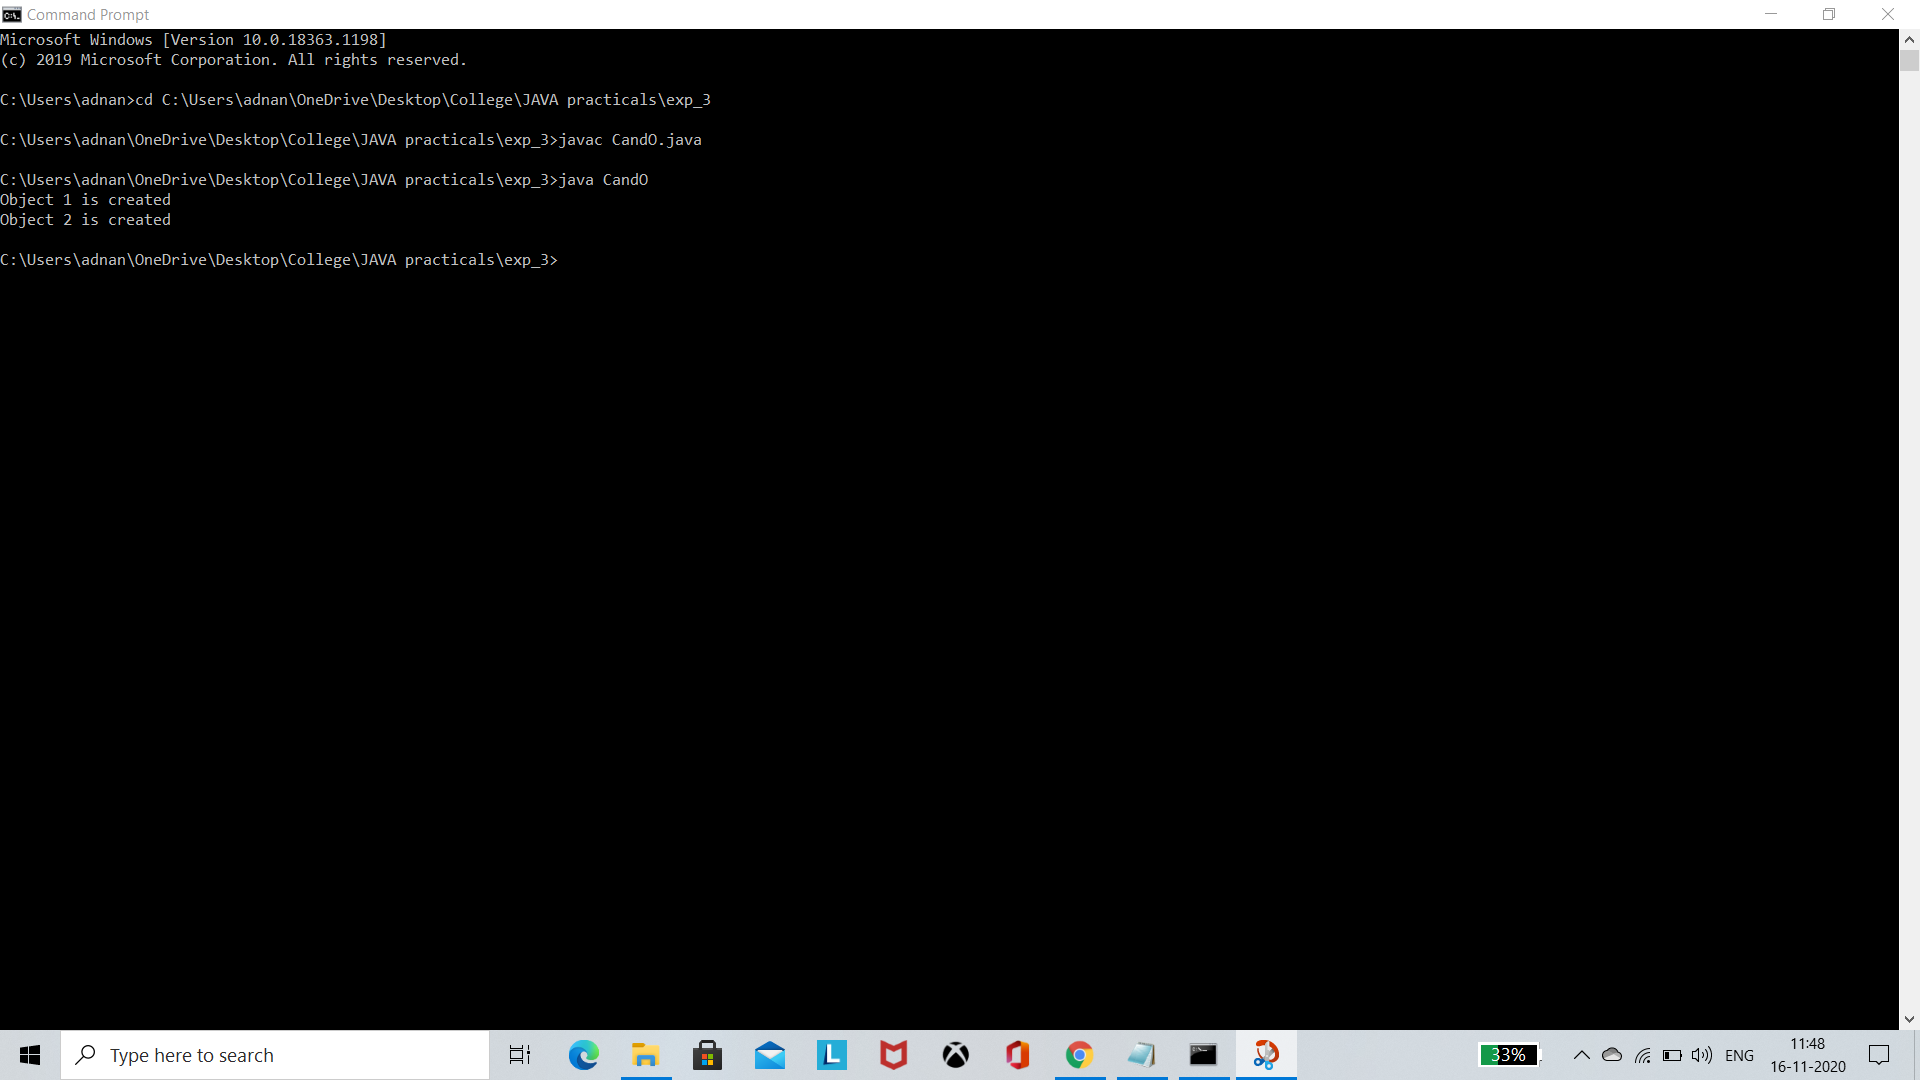 Command Prompt
Microsoft Windows [Version 10.0.18363.1198]
(c) 2019 Microsoft Corporation. All rights reserved.
C:\Users\adnan>cd C:\Users\adnan\OneDrive\Desktop\College\JAVA practicals\exp_3
C:\Users\adnan\OneDrive\Desktop\College\JAVA practicals\exp_3>javac CandO.java
C:\Users\adnan\OneDrive\Desktop\College\JAVA practicals\exp_3>java CandO
Object 1 is created
Object 2 is created
C:\Users\adnan\OneDrive\Desktop\College\JAVA practicals\exp_3>
Type here to search
L
33%
ENG
11:48
16-11-2020